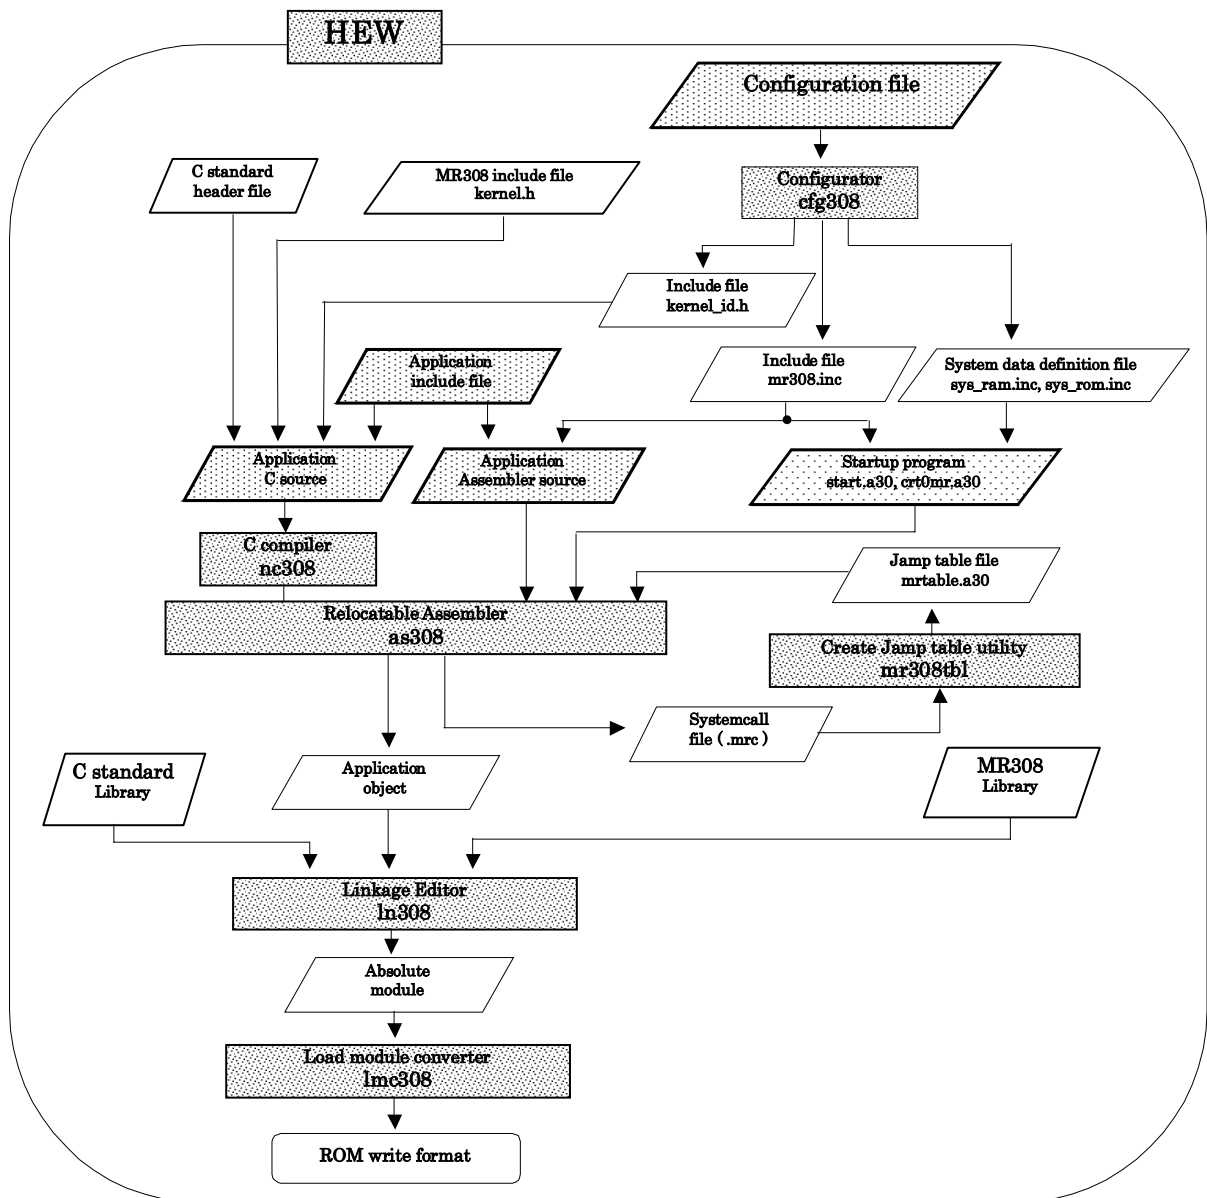 HEW
Configuration file
C standard
header file
MR308 include file
kernel.h
Configurator
cfg308
Include file
kernel_id.h
Application
include file
Include file
mr308.inc
System data definition file
sys_ram.inc, sys_rom.inc
Application
C source
Application
Assembler source
Startup program
start.a30, crt0mr.a30
C compiler
nc308
Jamp table file
mrtable.a30
Relocatable Assembler
as308
Create Jamp table utility
mr308tbl
Systemcall
file ( .mrc )
C standard
Library
Application
object
MR308
Library
Linkage Editor
ln308
Absolute
module
Load module converter
lmc308
ROM write format